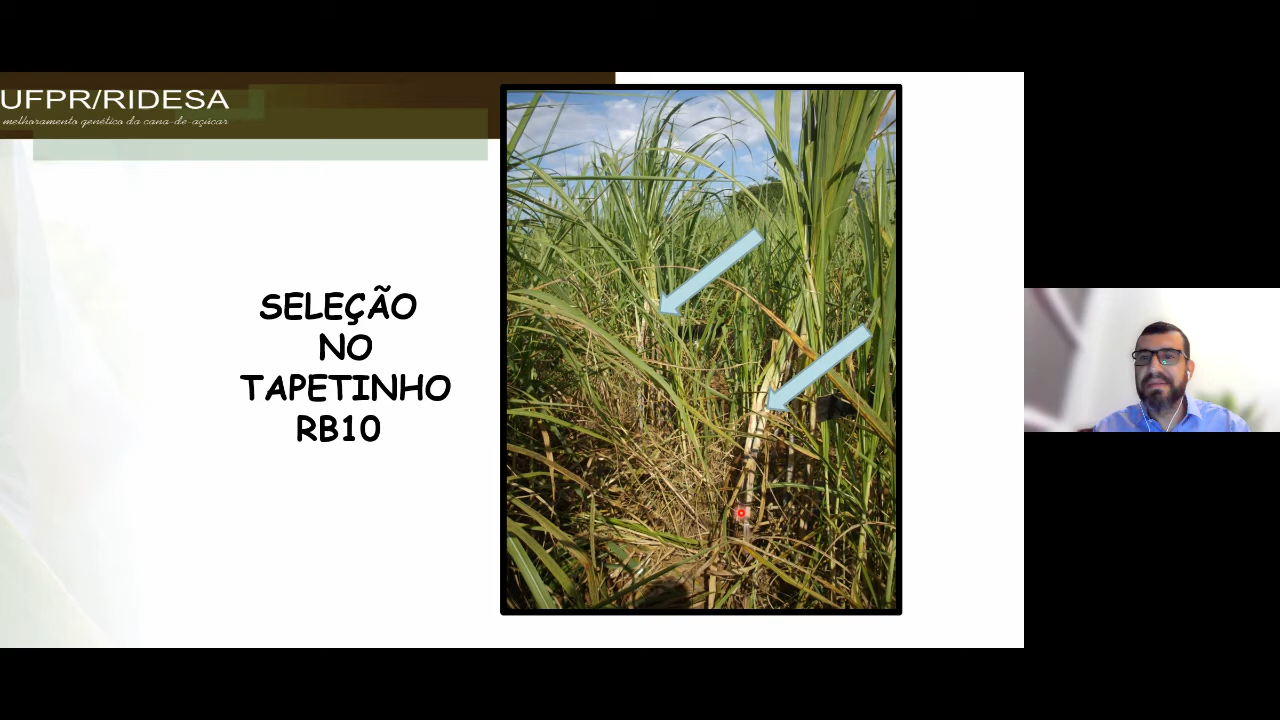 UFPR/RIDESA
melhoramento genético da cana-de-açúcar
SELEÇÃO
NO
TAPETINHO
RB10